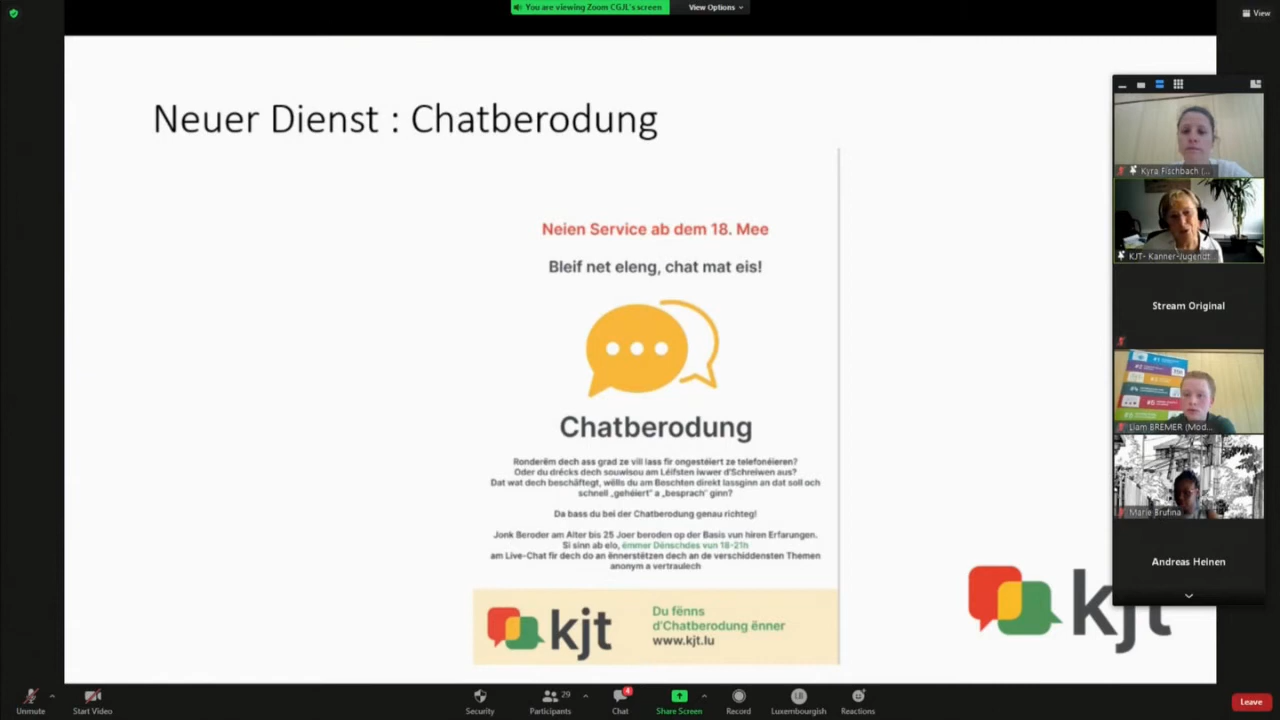 You are viewing Zoom CGJL's screen
View Options
View
Neuer Dienst : Chatberodung
Neien Service ab dem 18. Mee
Bleif net eleng, chat mat eis!
Chatberodung
Ronderëm dech ass grad ze vill lass fir ongestéiert ze telefonéieren?
Oder du drécks dech souwisou am Léifsten iwwer d'Schreiwen aus?
Dat wat dech beschäftegt, wëlls du am Beschten direkt lassginn an dat soll och
schnell „gehéiert" a „besprach" ginn?
Da bass du bei der Chatberodung genau richteg!
Jonk Beroder am Alter bis 25 Joer beroden op der Basis vun hiren Erfarungen.
Si sinn ab elo, ëmmer Dënschdes vun 18-21h
am Live-Chat fir dech do an ënnerstëtzen dech an de verschiddensten Themen
anonym a vertraulech
kjt
Du fënns
d'Chatberodung ënner
www.kjt.lu
kjt
Kyra Fischbach (...
KJT- Kanner-Jugendt...
Stream Original
#1
#2
#4
#5
Liam BREMER (Mod...
Marie Brufina
Andreas Heinen
Unmute
Start Video
Security
Participants
29
Chat
4
Share Screen
Record
Luxembourgish
Reactions
Leave